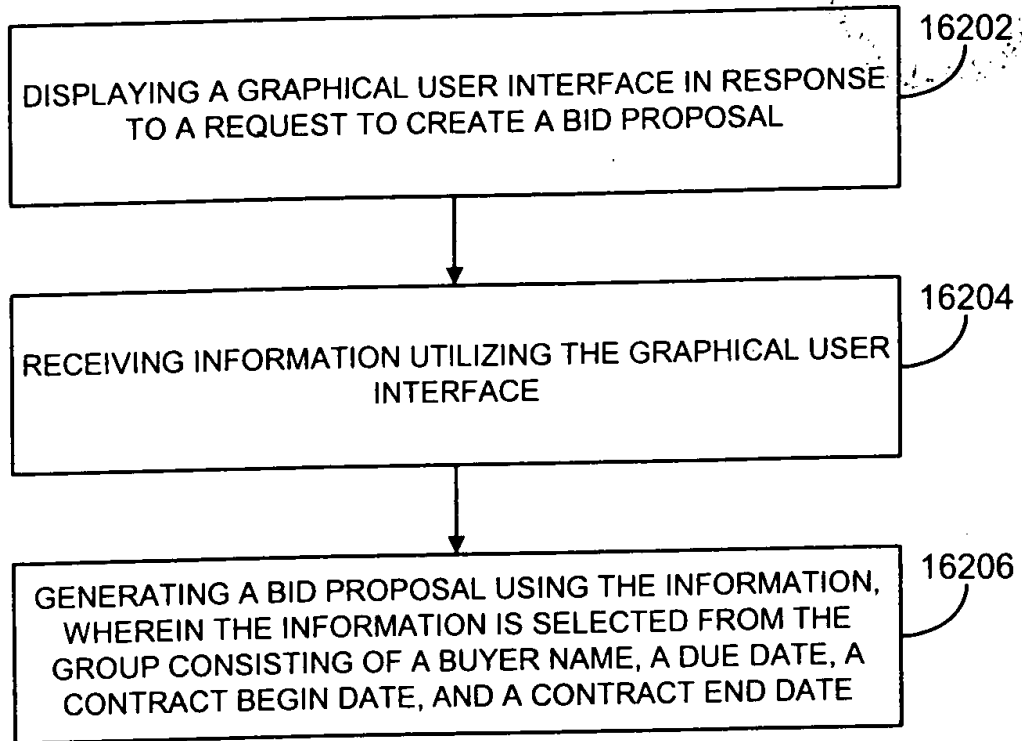 16202
DISPLAYING A GRAPHICAL USER INTERFACE IN RESPONSE
TO A REQUEST TO CREATE A BID PROPOSAL
16204
RECEIVING INFORMATION UTILIZING THE GRAPHICAL USER
INTERFACE
16206
GENERATING A BID PROPOSAL USING THE INFORMATION,
WHEREIN THE INFORMATION IS SELECTED FROM THE
GROUP CONSISTING OF A BUYER NAME, A DUE DATE, A
CONTRACT BEGIN DATE, AND A CONTRACT END DATE